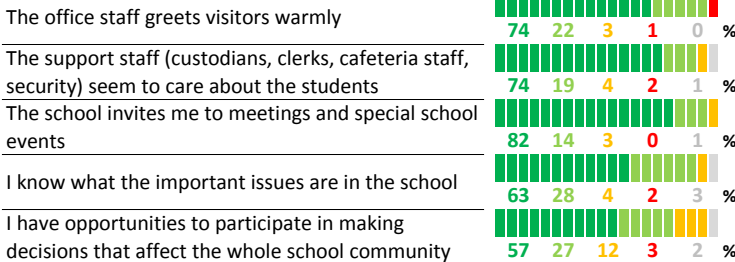 The office staff greets visitors warmly
74 22 3 1 0 %
The support staff (custodians, clerks, cafeteria staff,
security) seem to care about the students
74 19 4 2 1 %
The school invites me to meetings and special school
events
82 14 3 0 1 %
I know what the important issues are in the school
63 28 4 2 3 %
I have opportunities to participate in making
decisions that affect the whole school community
57 27 12 3 2 %